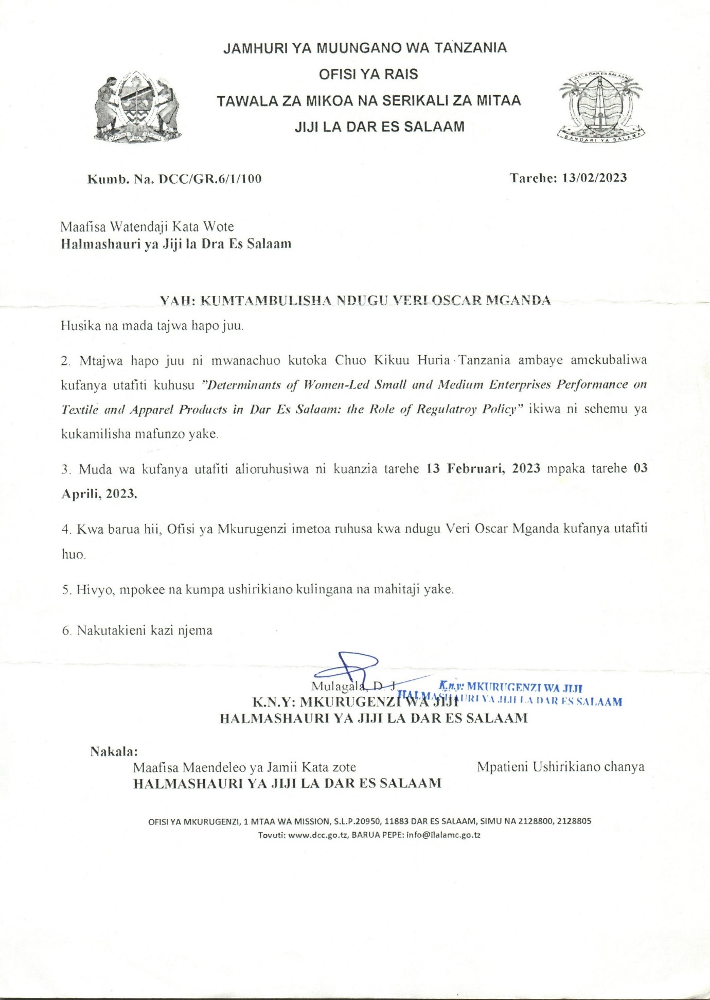 JAMHURI YA MUUNGANO WA TANZANIA
OFISI YA RAIS
TAWALA ZA MIKOA NA SERIKALI ZA MITAA
JIJI LA DAR ES SALAAM
JIJI LA DAR ES SALAAM
BANDARI YA SALAMA
Kumb. Na. DCC/GR.6/1/100
Tarehe: 13/02/2023
Maafisa Watendaji Kata Wote
Halmashauri ya Jiji la Dra Es Salaam
YAH: KUMTAMBULISHA NDUGU VERI OSCAR MGANDA
Husika na mada tajwa hapo juu.
2. Mtajwa hapo juu ni mwanachuo kutoka Chuo Kikuu Huria Tanzania ambaye amekubaliwa
kufanya utafiti kuhusu ”Determinants of Women-Led Small and Medium Enterprises Performance on
Textile and Apparel Products in Dar Es Salaam: the Role of Regulatroy Policy” ikiwa ni sehemu ya
kukamilisha mafunzo yake.
3. Muda wa kufanya utafiti alioruhusiwa ni kuanzia tarehe 13 Februari, 2023 mpaka tarehe 03
Aprili, 2023.
4. Kwa barua hii, Ofisi ya Mkurugenzi imetoa ruhusa kwa ndugu Veri Oscar Mganda kufanya utafiti
huo.
5. Hivyo, mpokee na kumpa ushirikiano kulingana na mahitaji yake.
6. Nakutakieni kazi njema
Mulagala, D. J.
K.n.y: MKURUGENZI WA JIJI
HALMASHAURI YA JIJI LA DAR ES SALAAM
K.N.Y: MKURUGENZI WA JIJI
HALMASHAURI YA JIJI LA DAR ES SALAAM
Nakala:
Maafisa Maendeleo ya Jamii Kata zote
Mpatieni Ushirikiano chanya
HALMASHAURI YA JIJI LA DAR ES SALAAM
OFISI YA MKURUGENZI, 1 MTAA WA MISSION, S.L.P.20950, 11883 DAR ES SALAAM, SIMU NA 2128800, 2128805
Tovuti: www.dcc.go.tz, BARUA PEPE: info@ilalamc.go.tz